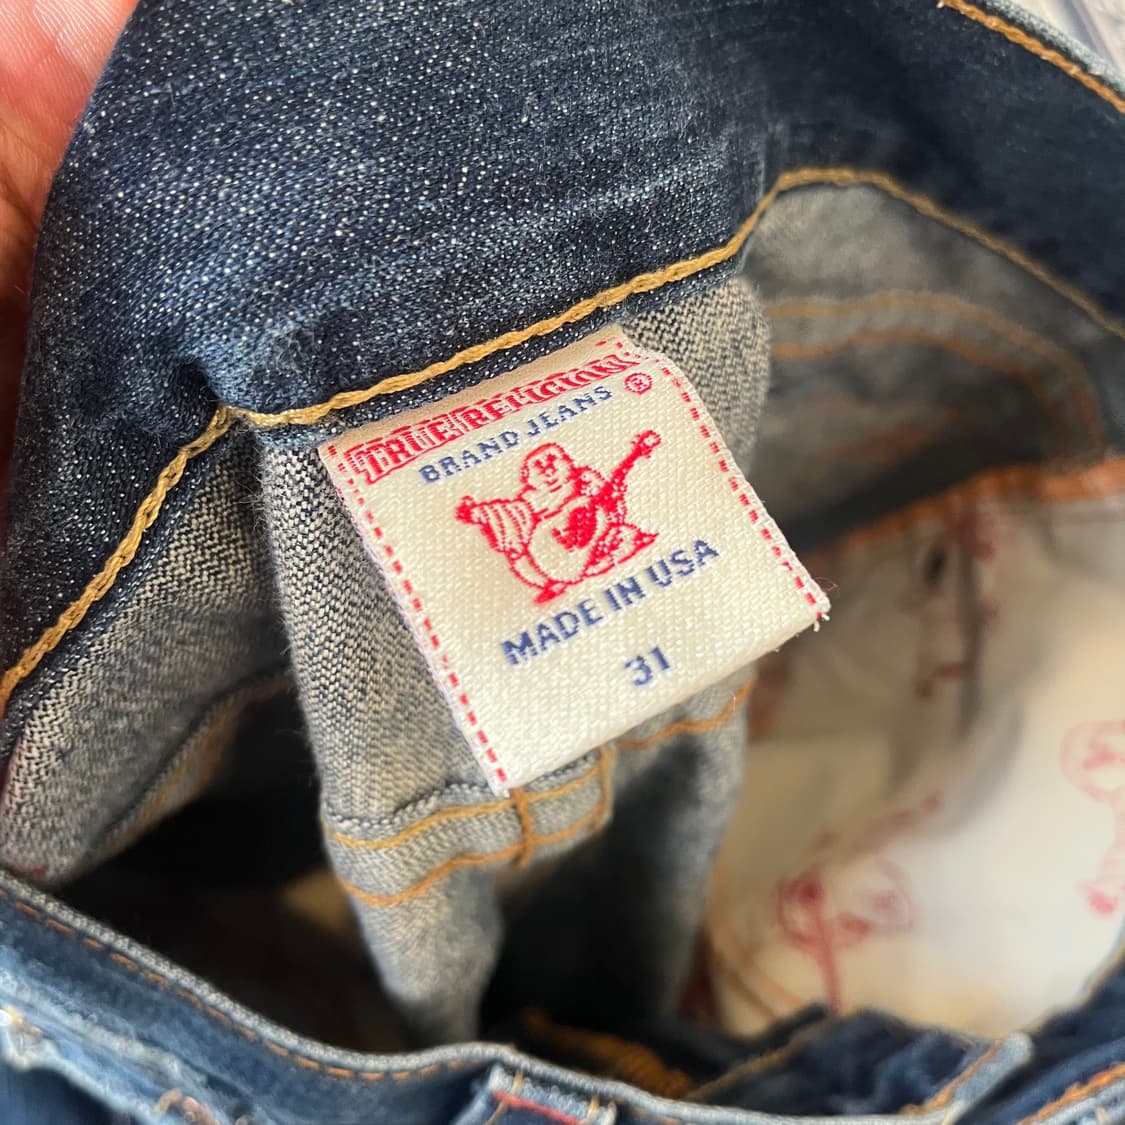 TRUE RELIGION
BRAND JEANS ®
MADE IN USA
31